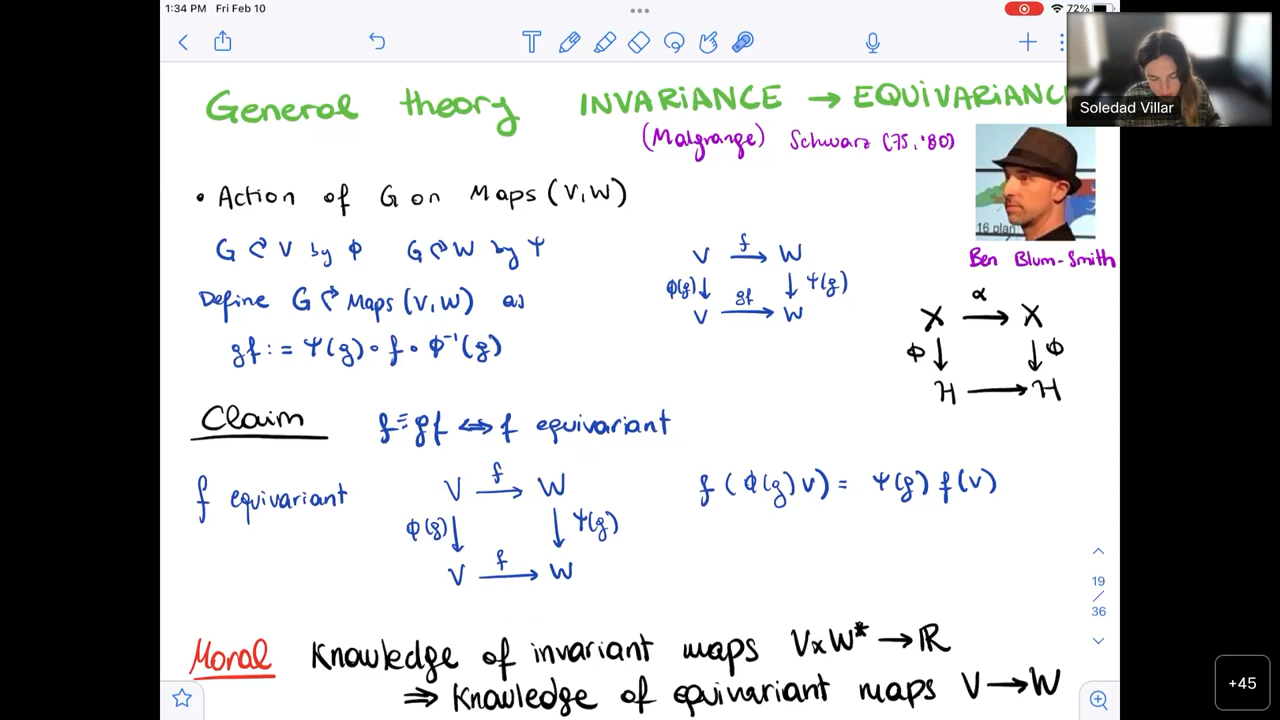 1:34 PM Fri Feb 10
72%
Soledad Villar
General theory INVARIANCE → EQUIVARIANC
(Malgrange) Schwarz (75, '80)
• Action of G on Maps (V,W)
16 plan
Ben Blum-Smith
G ↷ V by Φ G ↷ W by Ψ
V f→ W
Φ(g)↓ ↓Ψ(g)
V gf→ W
Define G ↷ Maps (V,W) as
gf := Ψ(g) ∘ f ∘ Φ⁻¹(g)
X α→ X
Φ↓ ↓Φ
H → H
Claim f ≡ gf ⇔ f equivariant
f equivariant
V f→ W
Φ(g)↓ ↓Ψ(g)
V f→ W
f (Φ(g)v) = Ψ(g) f(v)
19
/
36
Moral Knowledge of invariant maps V×W* → ℝ
⇒ Knowledge of equivariant maps V → W
+45